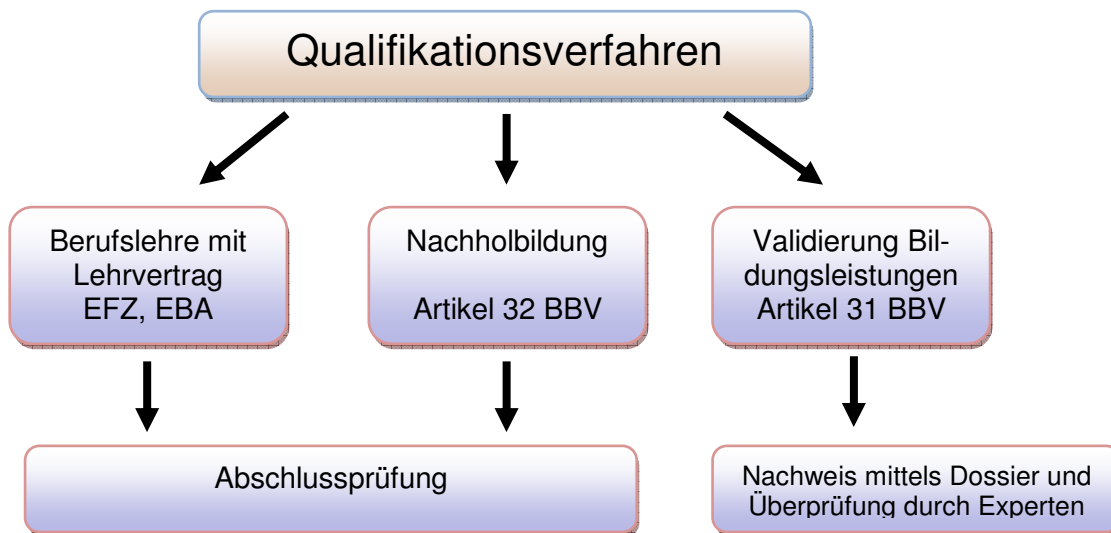 Qualifikationsverfahren
Berufslehre mit
Lehrvertrag
EFZ, EBA
Nachholbildung
Artikel 32 BBV
Validierung Bil-
dungsleistungen
Artikel 31 BBV
Abschlussprüfung
Nachweis mittels Dossier und
Überprüfung durch Experten